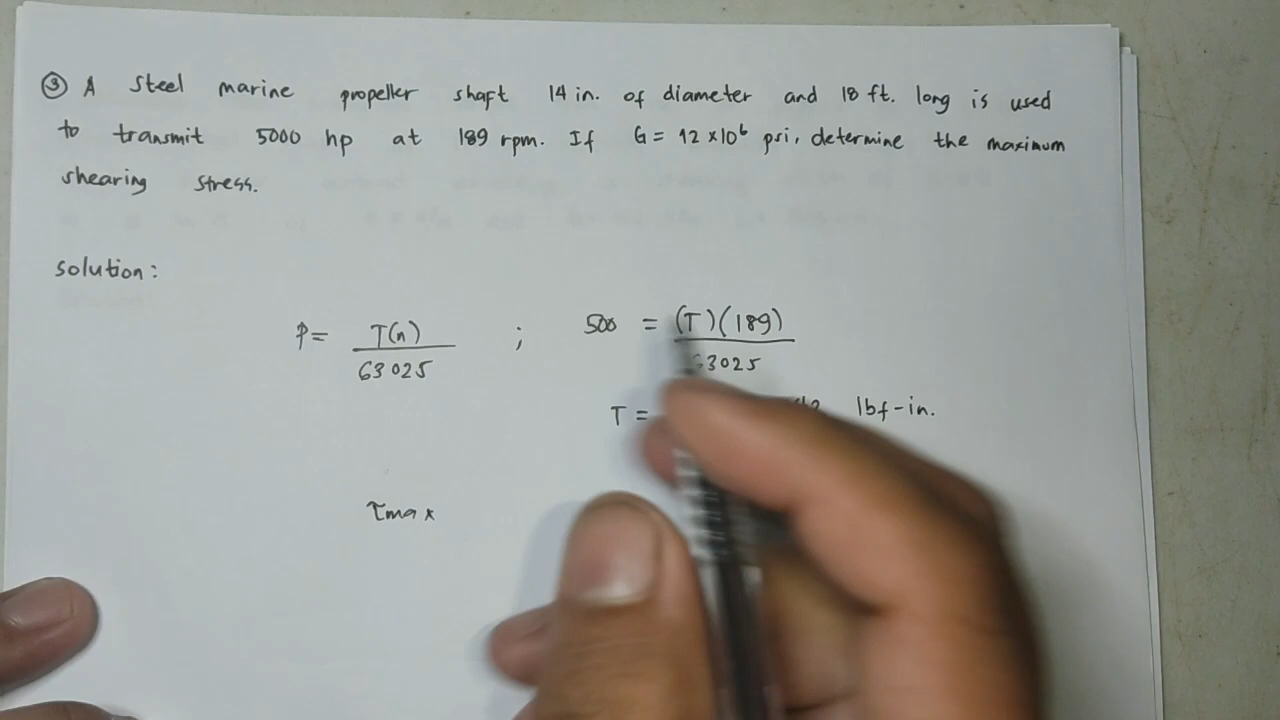 ③ A steel marine propeller shaft 14 in. of diameter and 18 ft. long is used
to transmit 5000 hp at 189 rpm. If G = 12 x10⁶ psi, determine the maximum
shearing stress.
solution:
P = T(n) / 63025 ; 500 = (T)(189) / 63025
T = lbf-in.
τmax